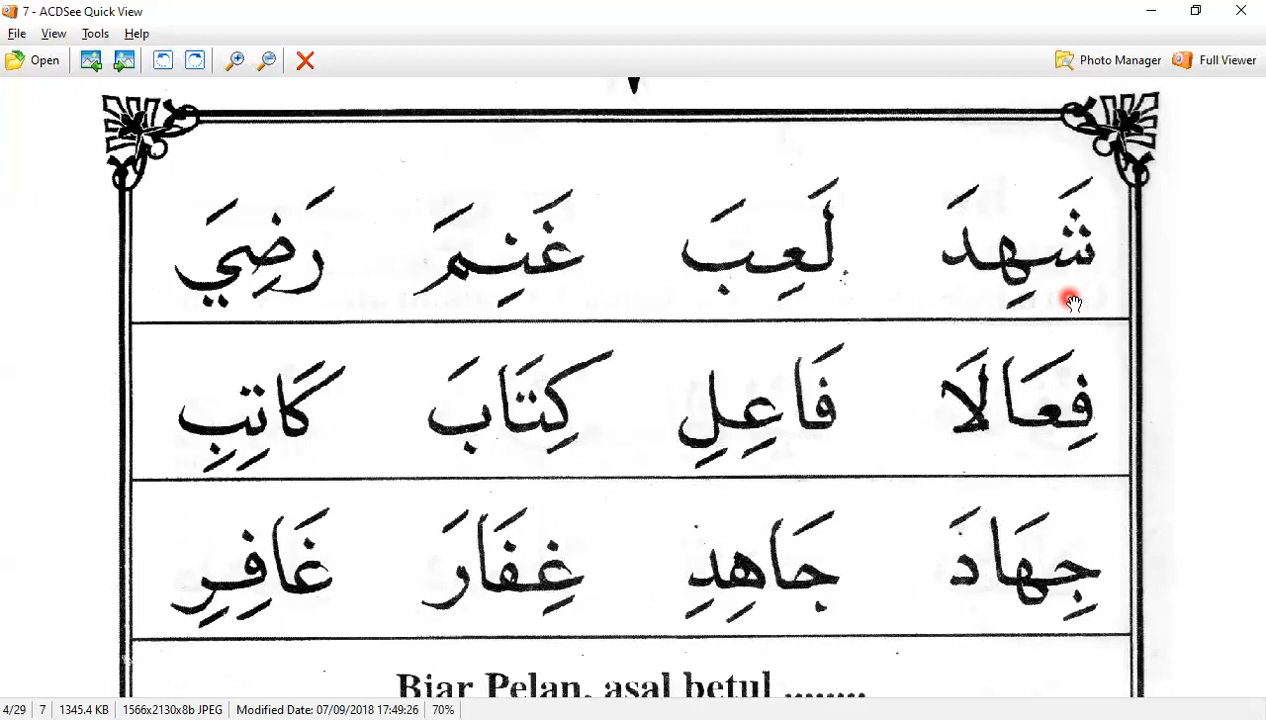 7 - ACDSee Quick View
File View Tools Help
Open Photo Manager Full Viewer
شَهِدَ لَعِبَ غَنِمَ رَضِيَ
فِعَالَا فَاعِلِ كِتَابَ كَاتِبِ
جِهَادَ جَاهِدِ غِفَارَ غَافِرِ
Biar Pelan, asal betul ........
4/29 7 1345.4 KB 1566x2130x8b JPEG Modified Date: 07/09/2018 17:49:26 70%